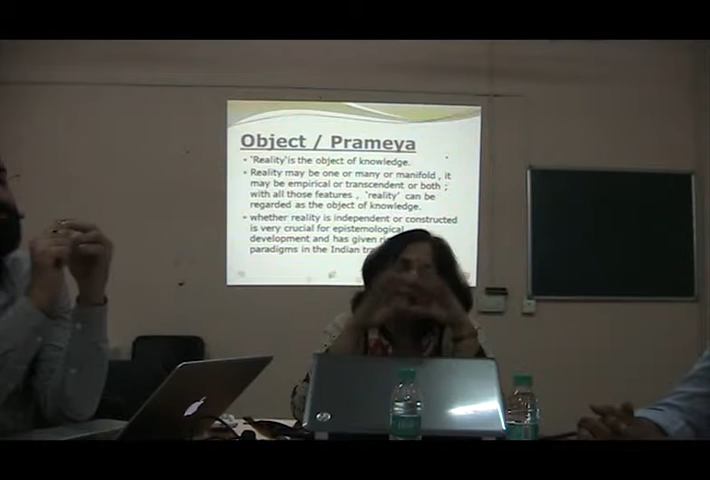 Object / Prameya
• 'Reality'is the object of knowledge.
• Reality may be one or many or manifold , it
may be empirical or transcendent or both ;
with all those features , 'reality' can be
regarded as the object of knowledge.
• whether reality is independent or constructed
is very crucial for epistemological
development and has given
paradigms in the Indian
hp